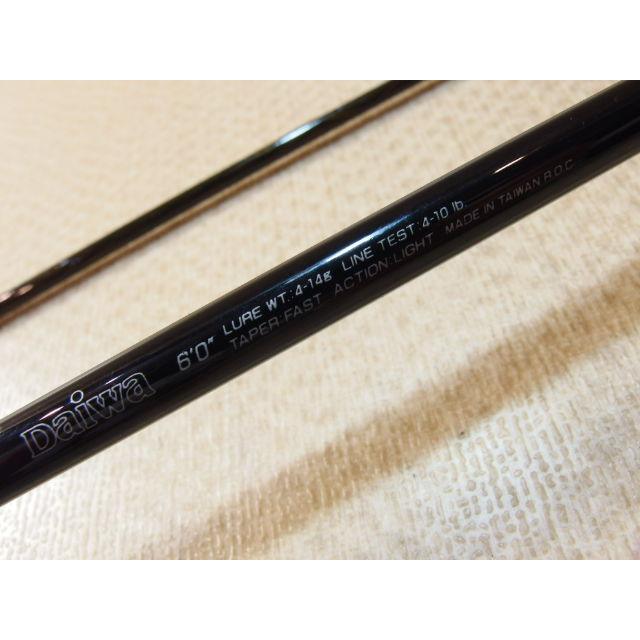 Daiwa 6'0" LURE WT.:4-14g LINE TEST:4-10 lb.
TAPER:FAST ACTION:LIGHT MADE IN TAIWAN R.O.C